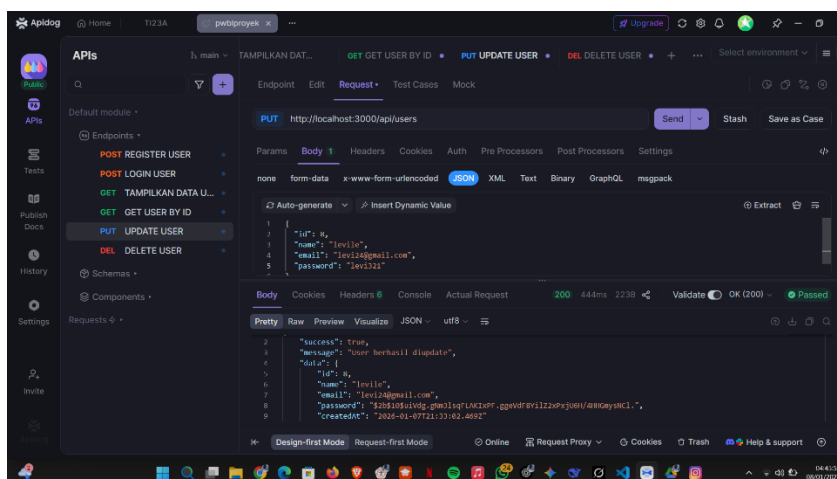 Apidog Home TI23A pwbiproyek × ··· Upgrade
APIs main TAMPILKAN DAT... GET GET USER BY ID PUT UPDATE USER DEL DELETE USER + ··· Select environment
Public
Endpoint Edit Request Test Cases Mock
Default module
APIs
PUT http://localhost:3000/api/users Send Stash Save as Case
Endpoints
POST REGISTER USER
Params Body 1 Headers Cookies Auth Pre Processors Post Processors Settings </>
Tests
POST LOGIN USER
none form-data x-www-form-urlencoded JSON XML Text Binary GraphQL msgpack
GET TAMPILKAN DATA U...
Auto-generate Insert Dynamic Value Extract
GET GET USER BY ID
Publish Docs
PUT UPDATE USER
DEL DELETE USER
1 {
2 "id": 8,
3 "name": "levile",
4 "email": "levi24@gmail.com",
5 "password": "levi321"
History
Schemas
Components
Body Cookies Headers 6 Console Actual Request 200 444ms 223B Validate OK (200) Passed
Settings
Requests
Pretty Raw Preview Visualize JSON utf8
2 "success": true,
3 "message": "User berhasil diupdate",
4 "data": {
5 "id": 8,
6 "name": "levile",
7 "email": "levi24@gmail.com",
8 "password":
9 "createdAt": "2026-01-07T21:33:02.469Z"
Invite
Design-first Mode Request-first Mode Online Request Proxy Cookies Trash Help & support
24
08/01/202